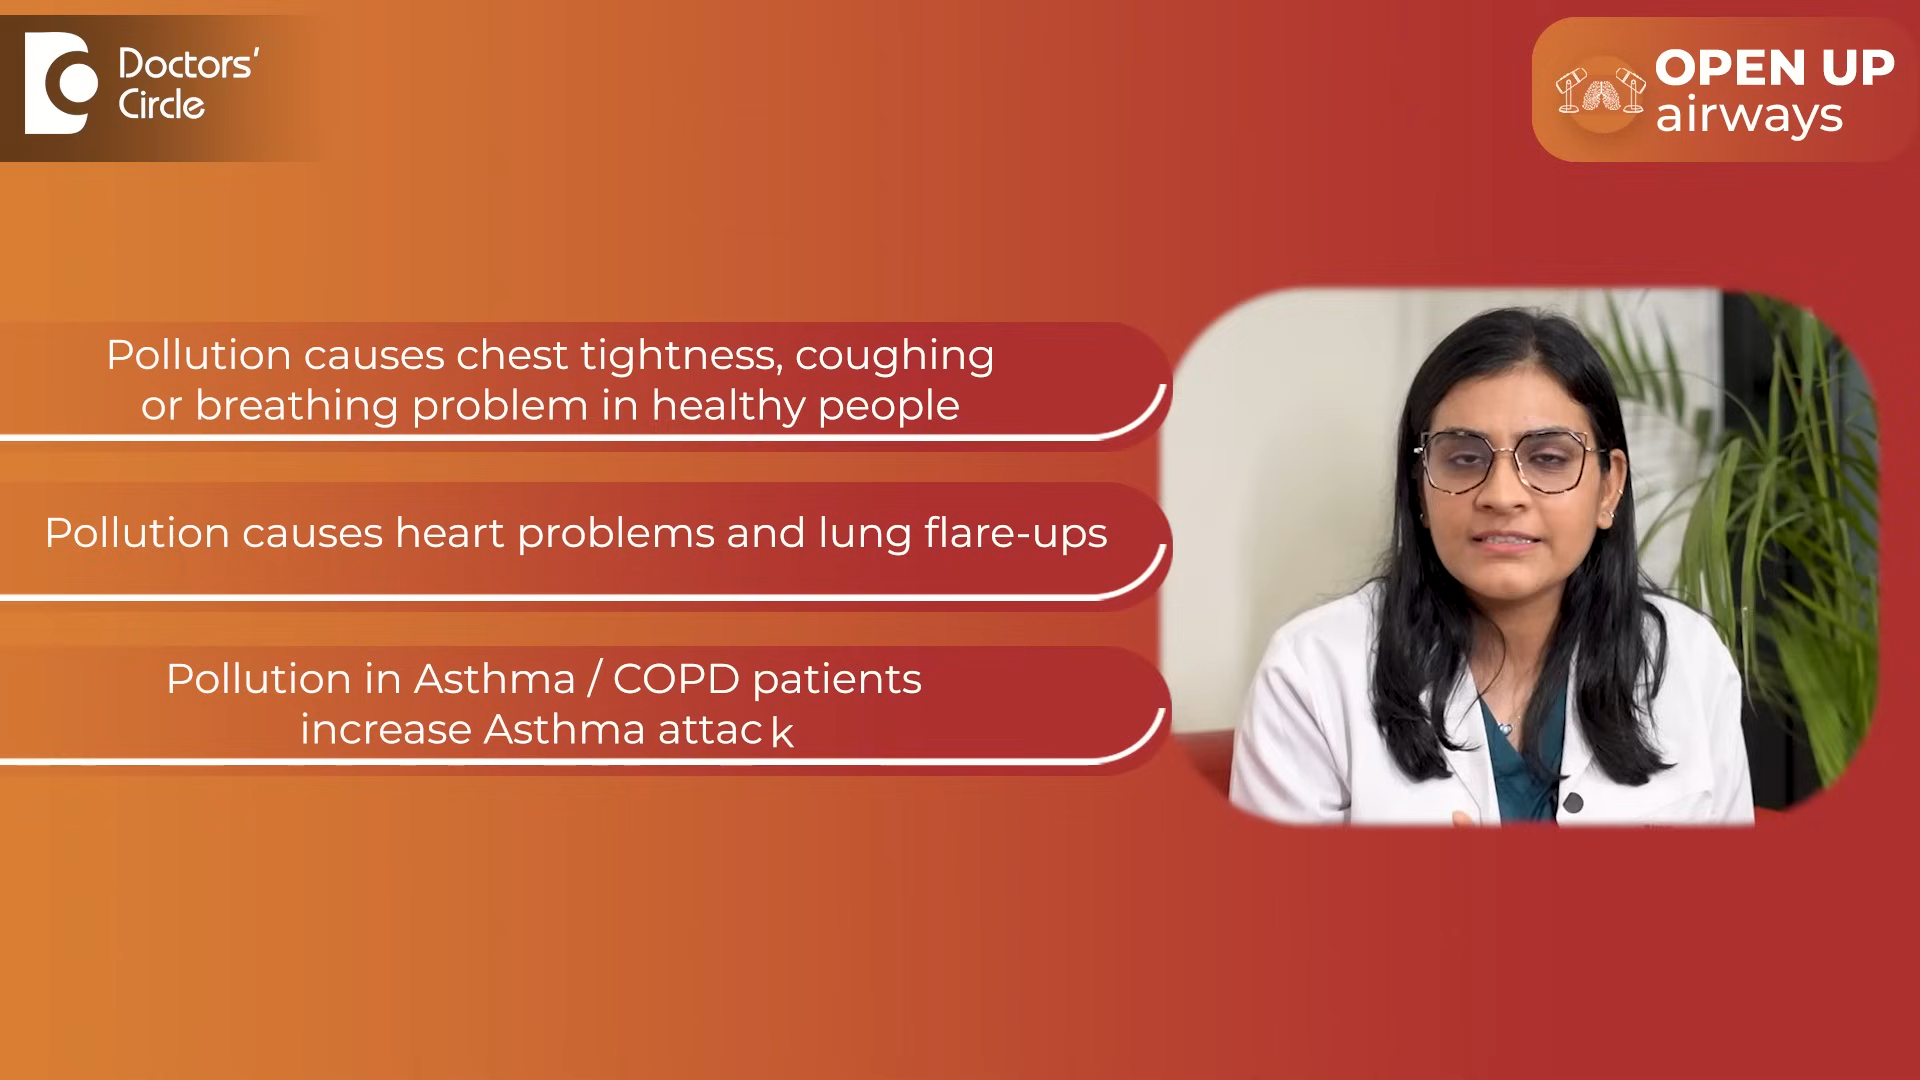 Doctors'
Circle
OPEN UP
airways
Pollution causes chest tightness, coughing
or breathing problem in healthy people
Pollution causes heart problems and lung flare-ups
Pollution in Asthma / COPD patients
increase Asthma attack